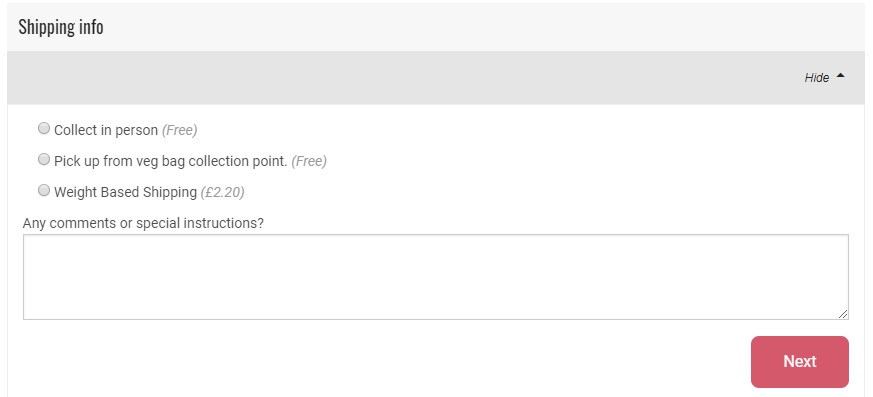 Shipping info
Hide
Collect in person (Free)
Pick up from veg bag collection point. (Free)
Weight Based Shipping (£2.20)
Any comments or special instructions?
Next